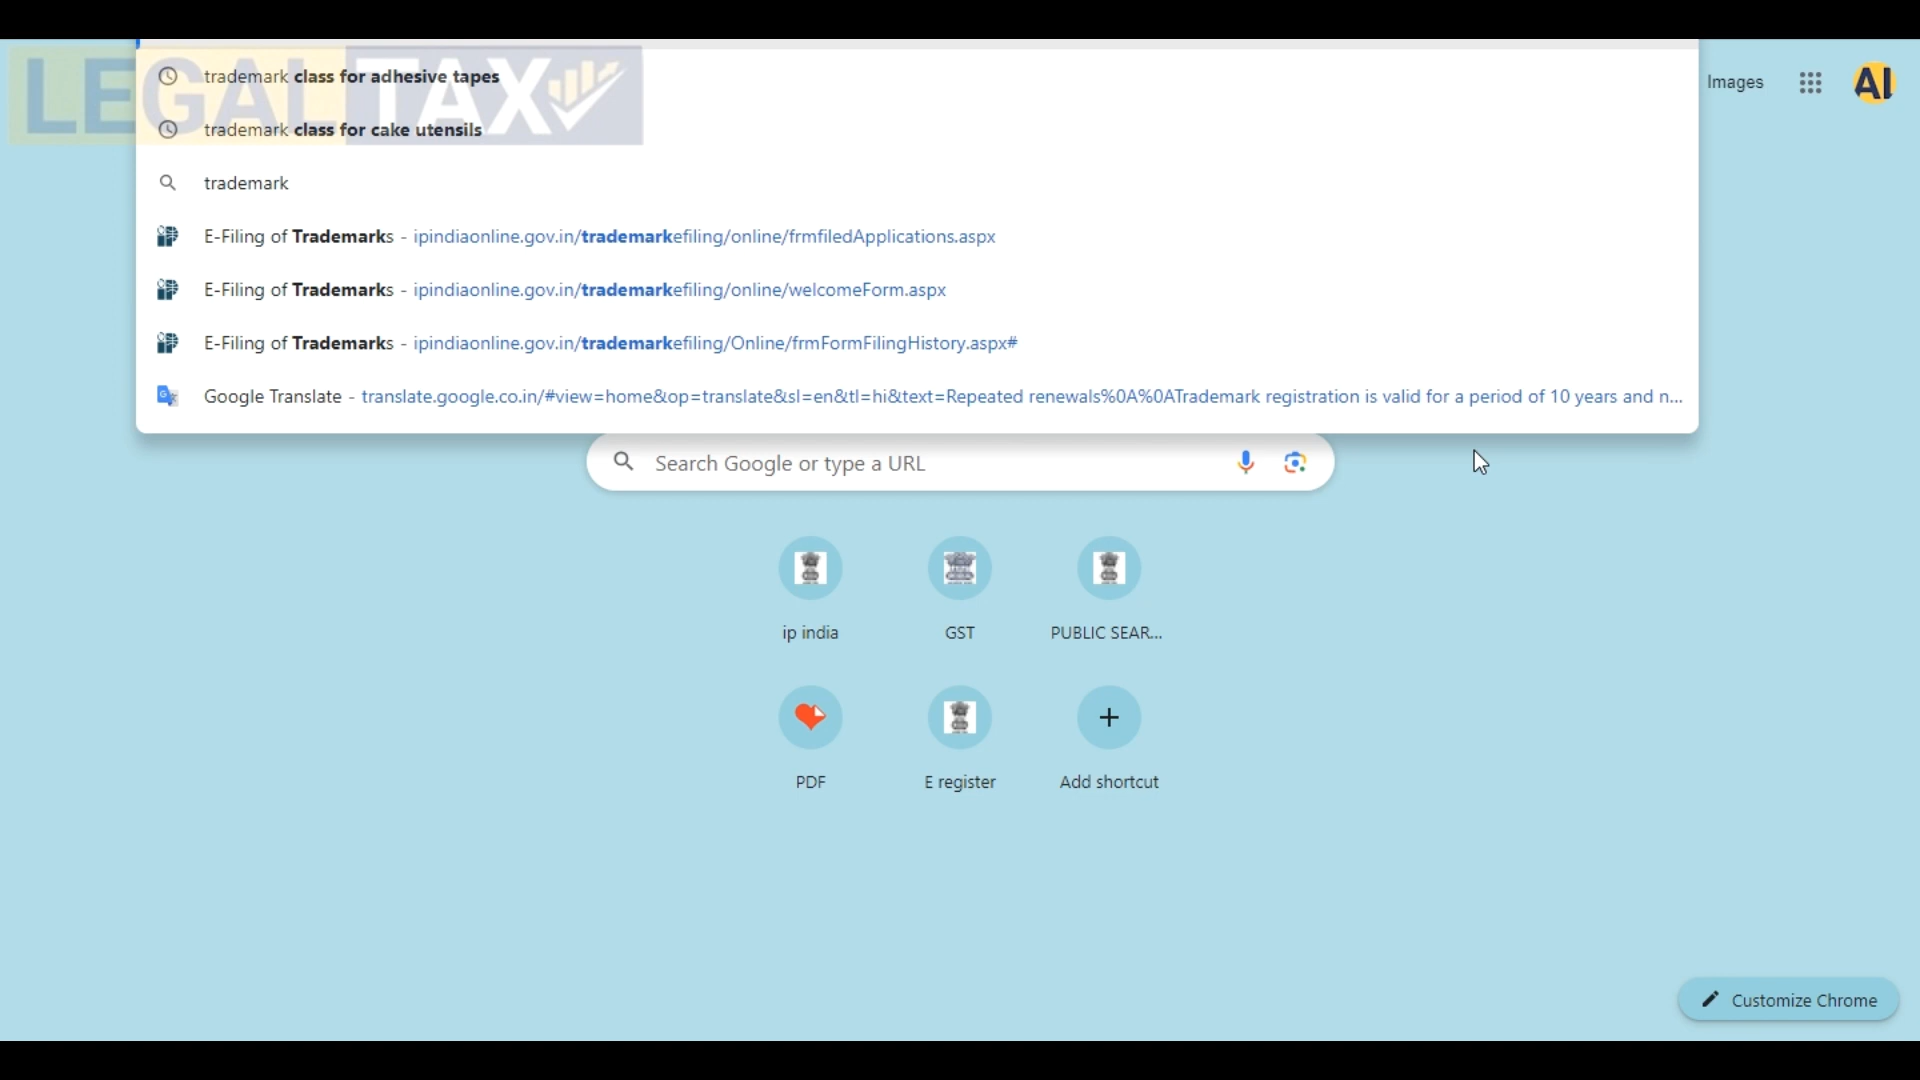 LEGAL TAX
trademark class for adhesive tapes
trademark class for cake utensils
trademark
E-Filing of Trademarks - ipindiaonline.gov.in/trademarkefiling/online/frmfiledApplications.aspx
E-Filing of Trademarks - ipindiaonline.gov.in/trademarkefiling/online/welcomeForm.aspx
E-Filing of Trademarks - ipindiaonline.gov.in/trademarkefiling/Online/frmFormFilingHistory.aspx#
Google Translate - translate.google.co.in/#view=home&op=translate&sl=en&tl=hi&text=Repeated renewals%0A%0ATrademark registration is valid for a period of 10 years and n...
Images
AI
Search Google or type a URL
ip india
GST
PUBLIC SEAR...
PDF
E register
Add shortcut
Customize Chrome